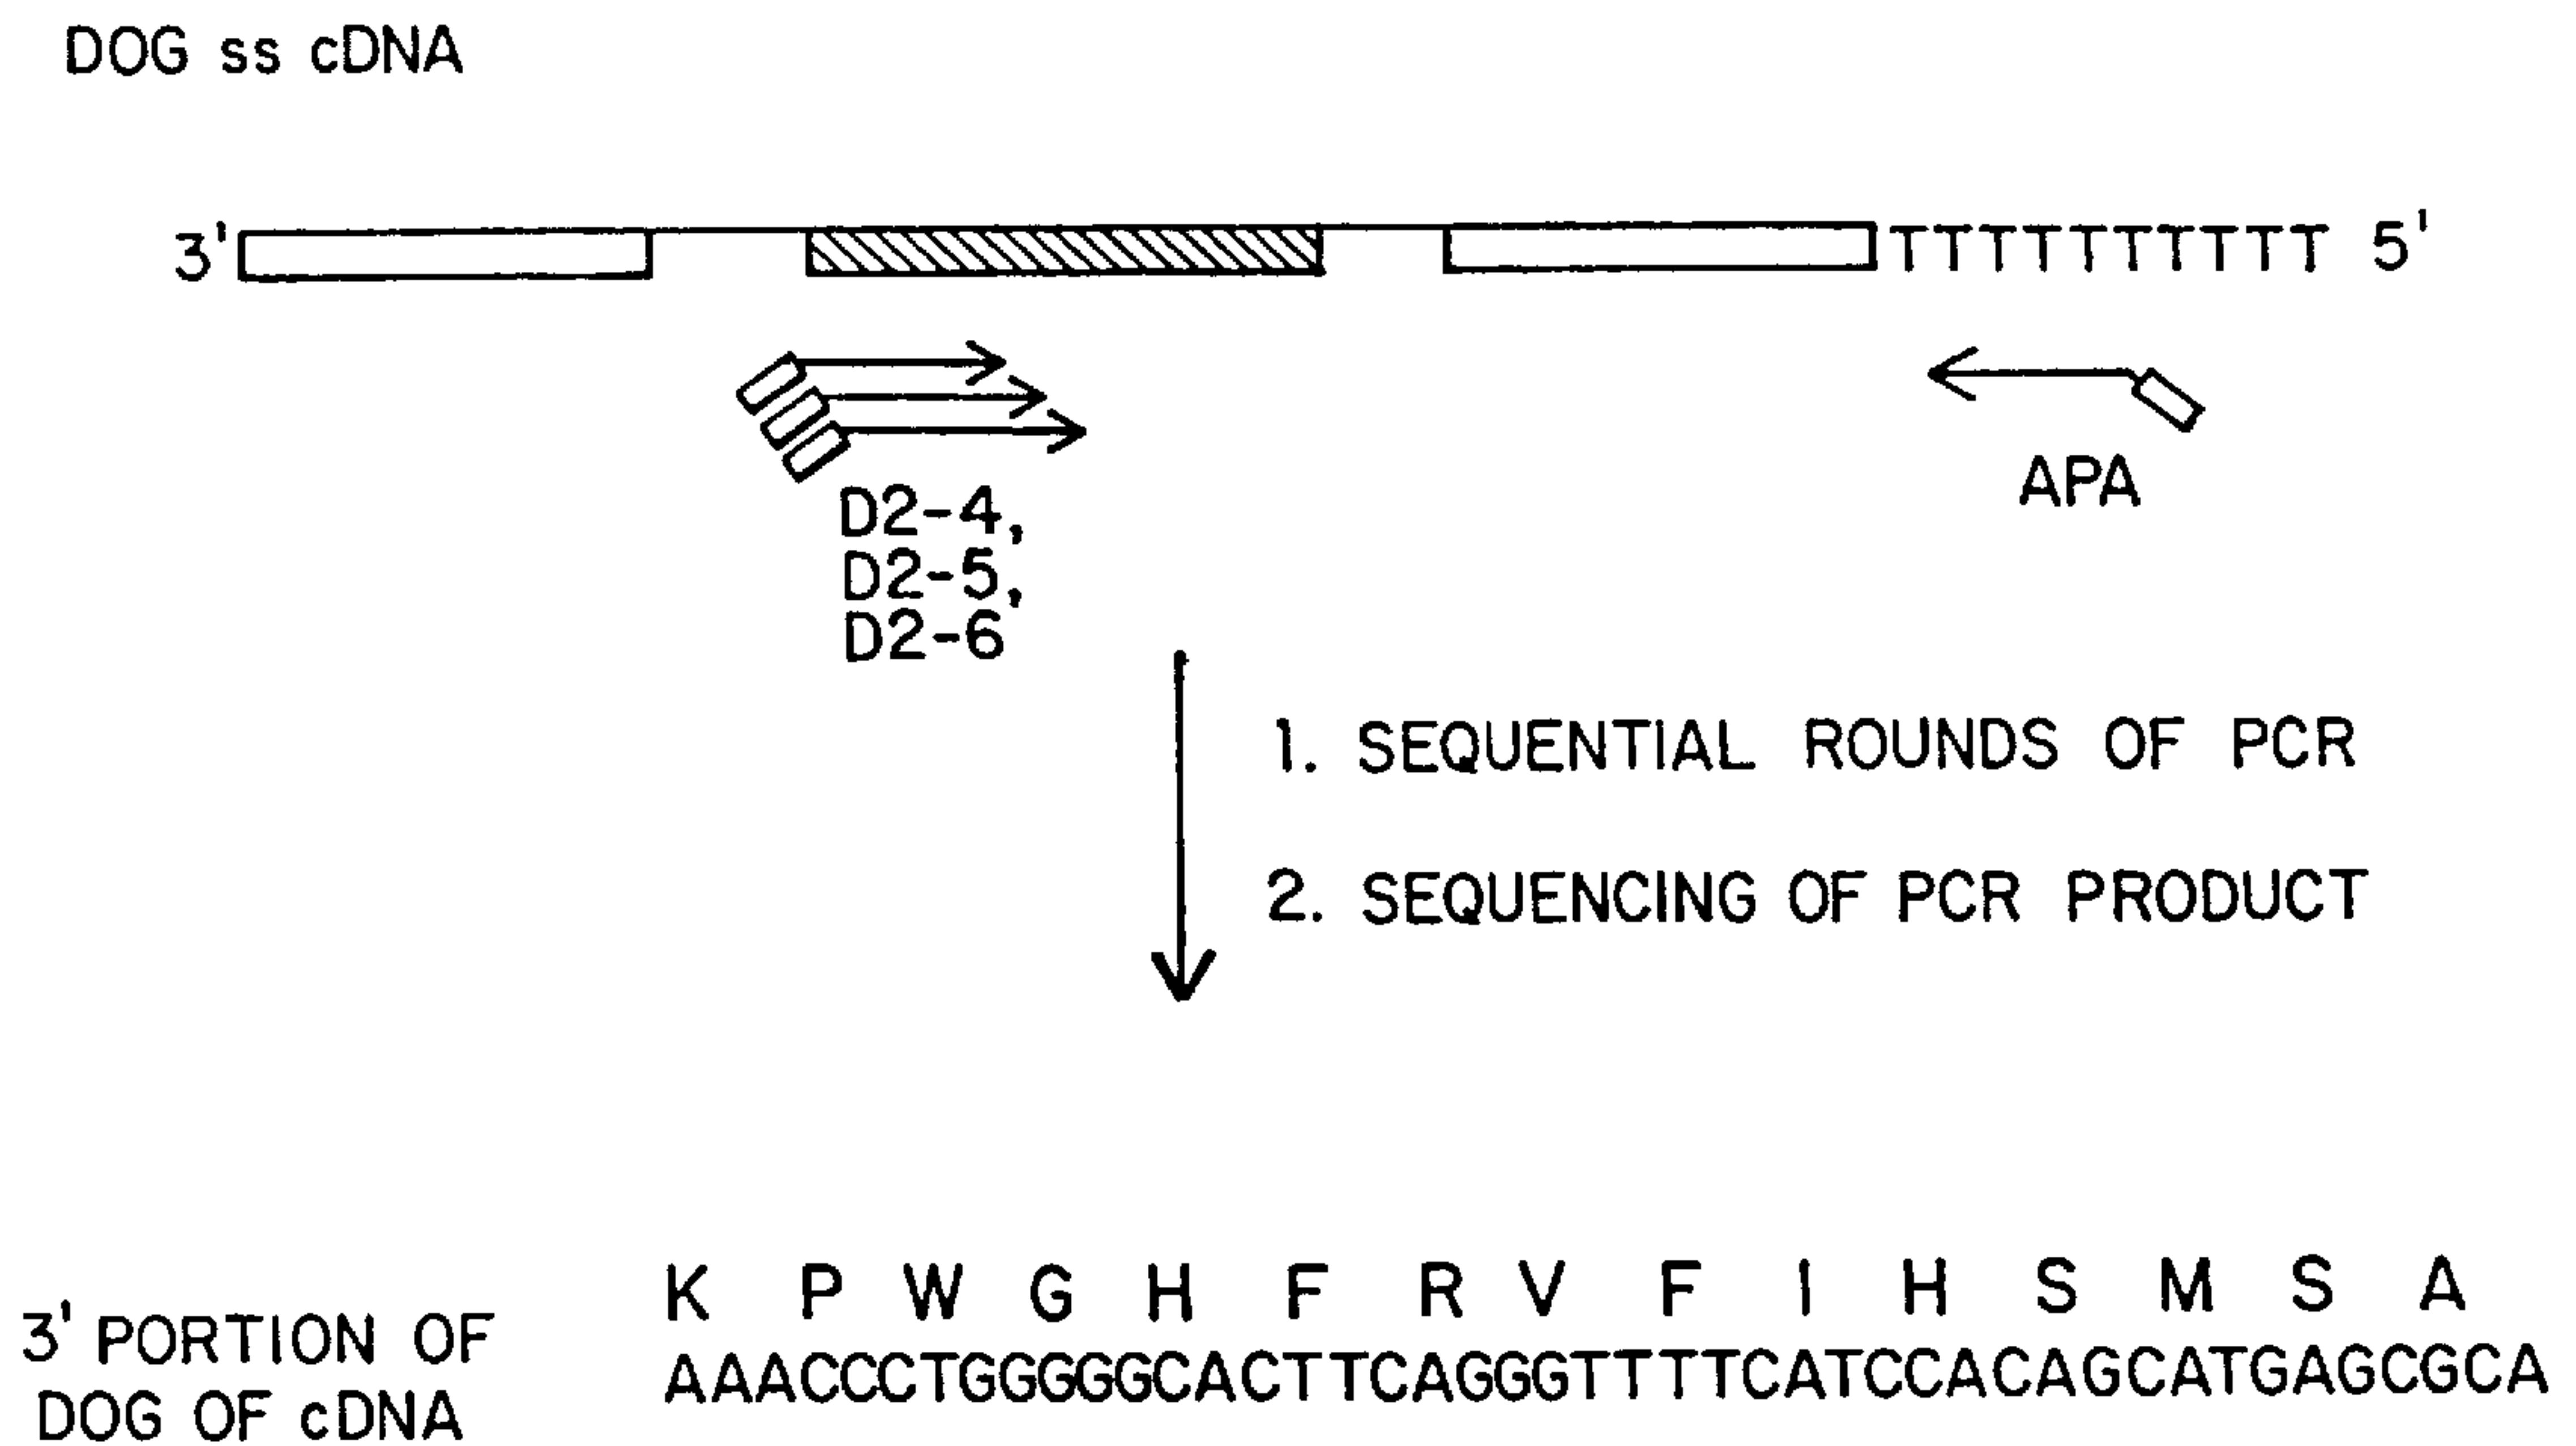 DOG ss cDNA
3' TTTTTTTTTT 5'
D2-4,
D2-5,
D2-6
APA
1. SEQUENTIAL ROUNDS OF PCR
2. SEQUENCING OF PCR PRODUCT
K P W G H F R V F I H S M S A
3' PORTION OF
DOG OF cDNA
AAACCCTGGGGGCACTTCAGGGTTTTCATCCACAGCATGAGCGCA